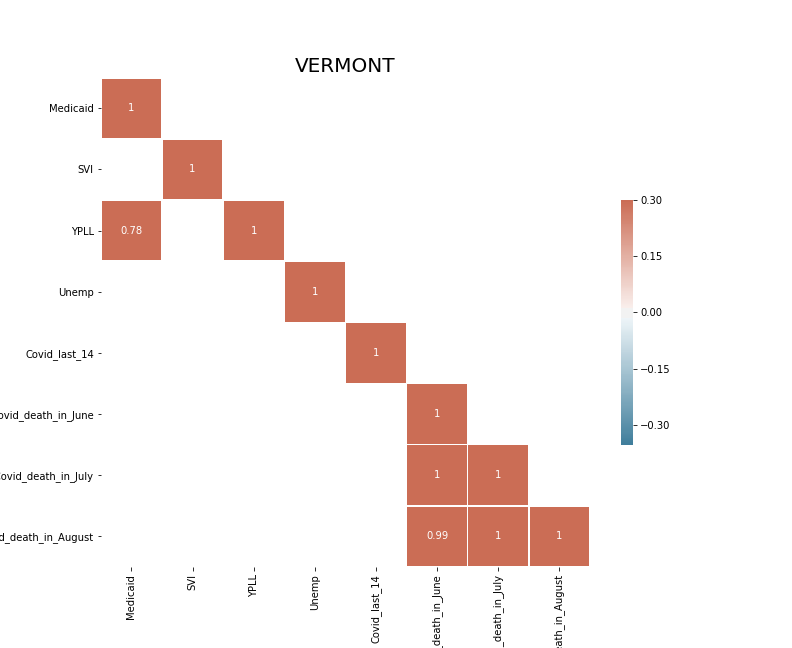 VERMONT
Medicaid
1
SVI
1
YPLL
0.78
1
Unemp
1
Covid_last_14
1
ovid_death_in_June
1
ovid_death_in_July
1
1
d_death_in_August
0.99
1
1
Medicaid
SVI
YPLL
Unemp
Covid_last_14
_death_in_June
_death_in_July
eath_in_August
0.30
0.15
0.00
−0.15
−0.30